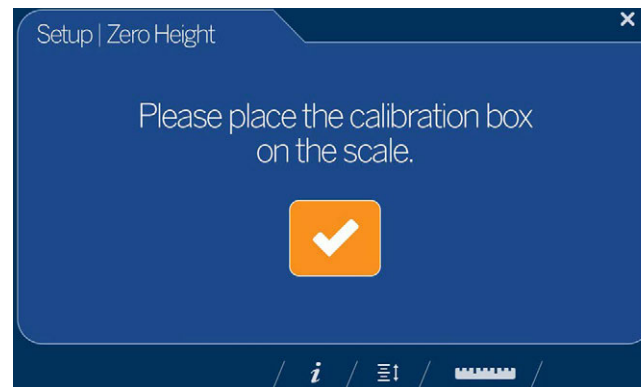 Setup | Zero Height
Please place the calibration box
on the scale.
i